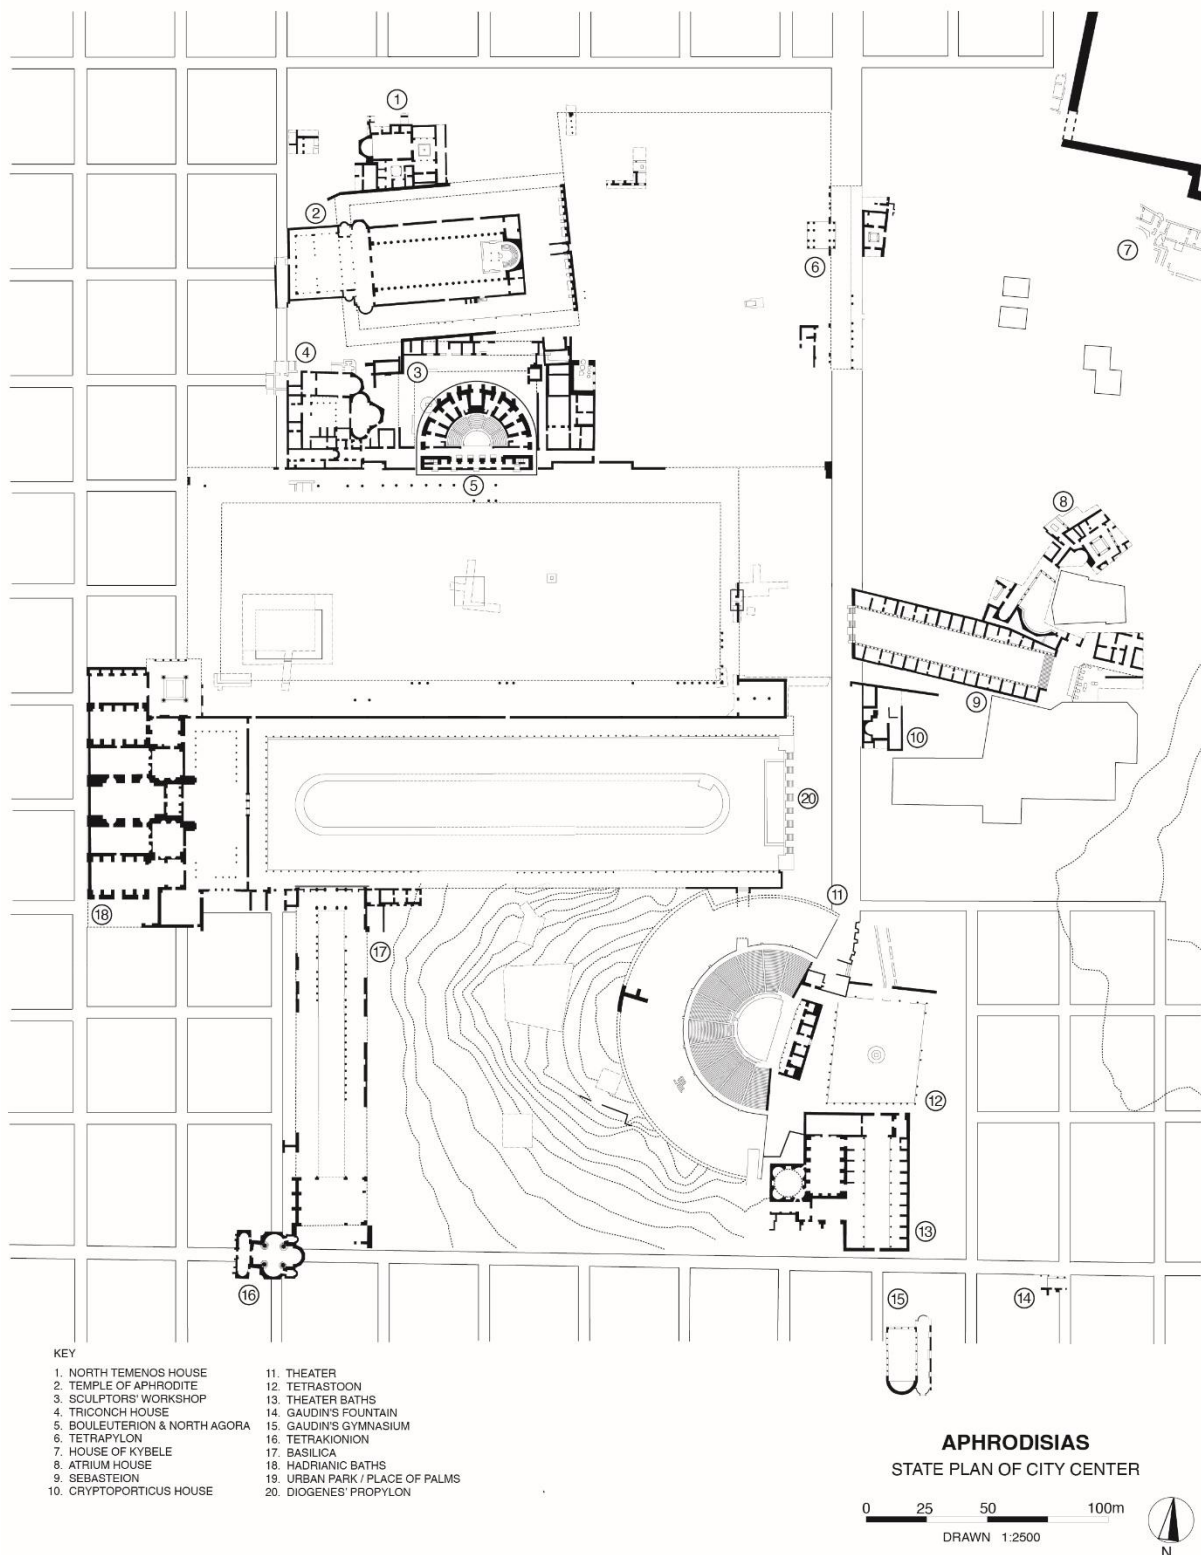 1
2
6
7
4
3
5
8
9
10
20
11
18
17
12
13
16
15
14
KEY
1. NORTH TEMENOS HOUSE
2. TEMPLE OF APHRODITE
3. SCULPTORS' WORKSHOP
4. TRICONCH HOUSE
5. BOULEUTERION & NORTH AGORA
6. TETRAPYLON
7. HOUSE OF KYBELE
8. ATRIUM HOUSE
9. SEBASTEION
10. CRYPTOPORTICUS HOUSE
11. THEATER
12. TETRASTOON
13. THEATER BATHS
14. GAUDIN'S FOUNTAIN
15. GAUDIN'S GYMNASIUM
16. TETRAKIONION
17. BASILICA
18. HADRIANIC BATHS
19. URBAN PARK / PLACE OF PALMS
20. DIOGENES' PROPYLON
APHRODISIAS
STATE PLAN OF CITY CENTER
0 25 50 100m
DRAWN 1:2500
N